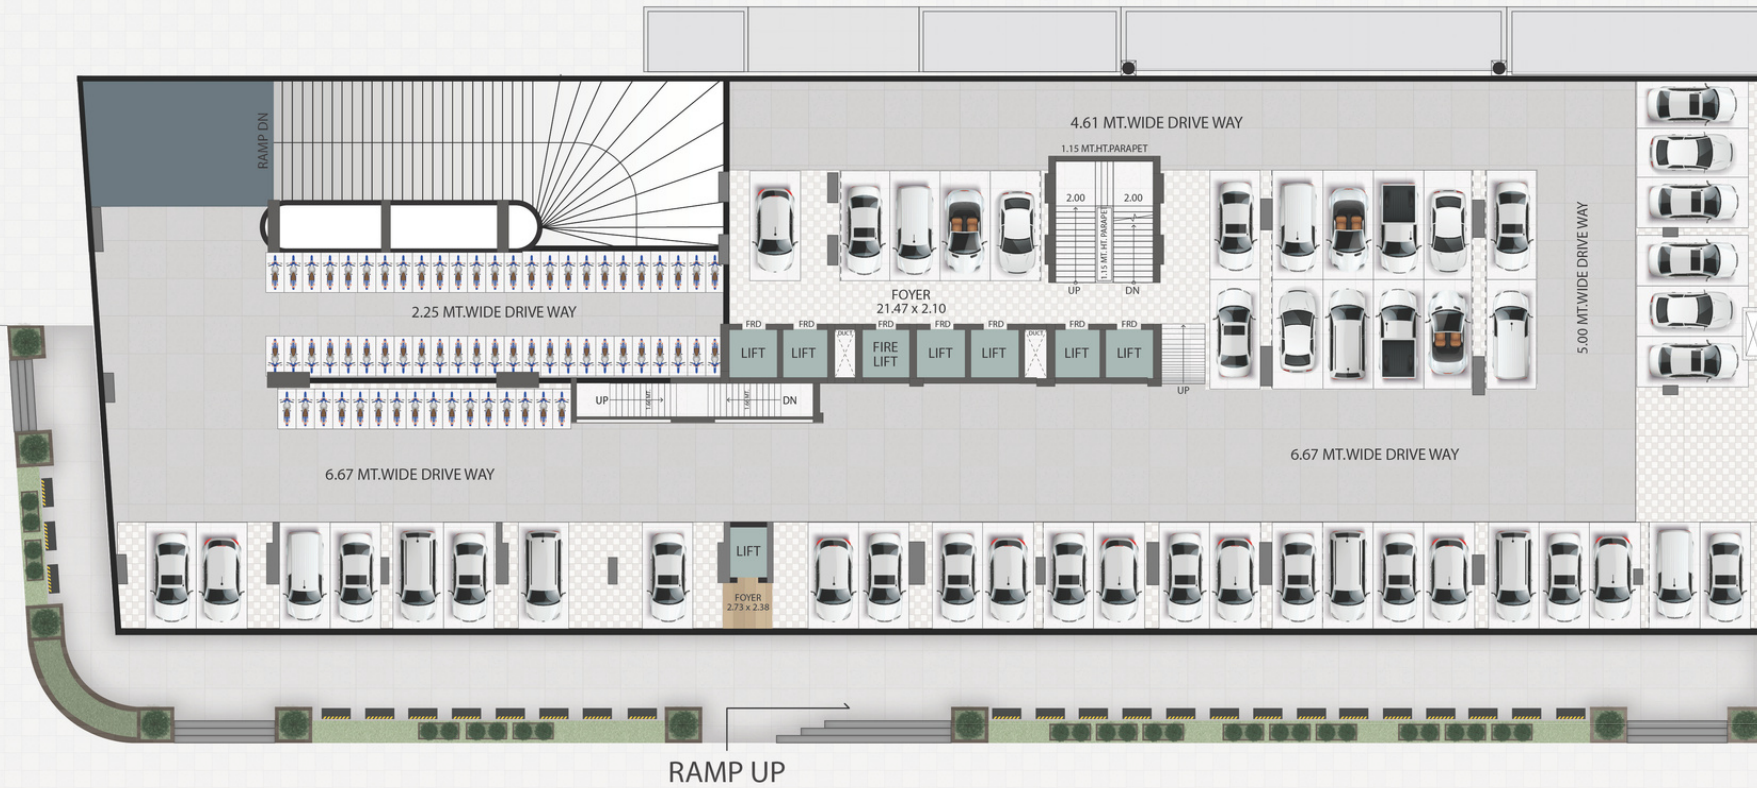 4.61 MT.WIDE DRIVE WAY
1.15 MT.HT.PARAPET
RAMP DN
2.00
2.00
1.15 MT. HT. PARAPET
UP
DN
5.00 MT.WIDE DRIVE WAY
FOYER
21.47 x 2.10
2.25 MT.WIDE DRIVE WAY
FRD
FRD
FRD
FRD
FRD
FRD
FRD
LIFT
LIFT
DUCT
FIRE
LIFT
LIFT
LIFT
DUCT
LIFT
LIFT
UP
UP
DN
6.67 MT.WIDE DRIVE WAY
6.67 MT.WIDE DRIVE WAY
LIFT
FOYER
2.73 x 2.38
RAMP UP